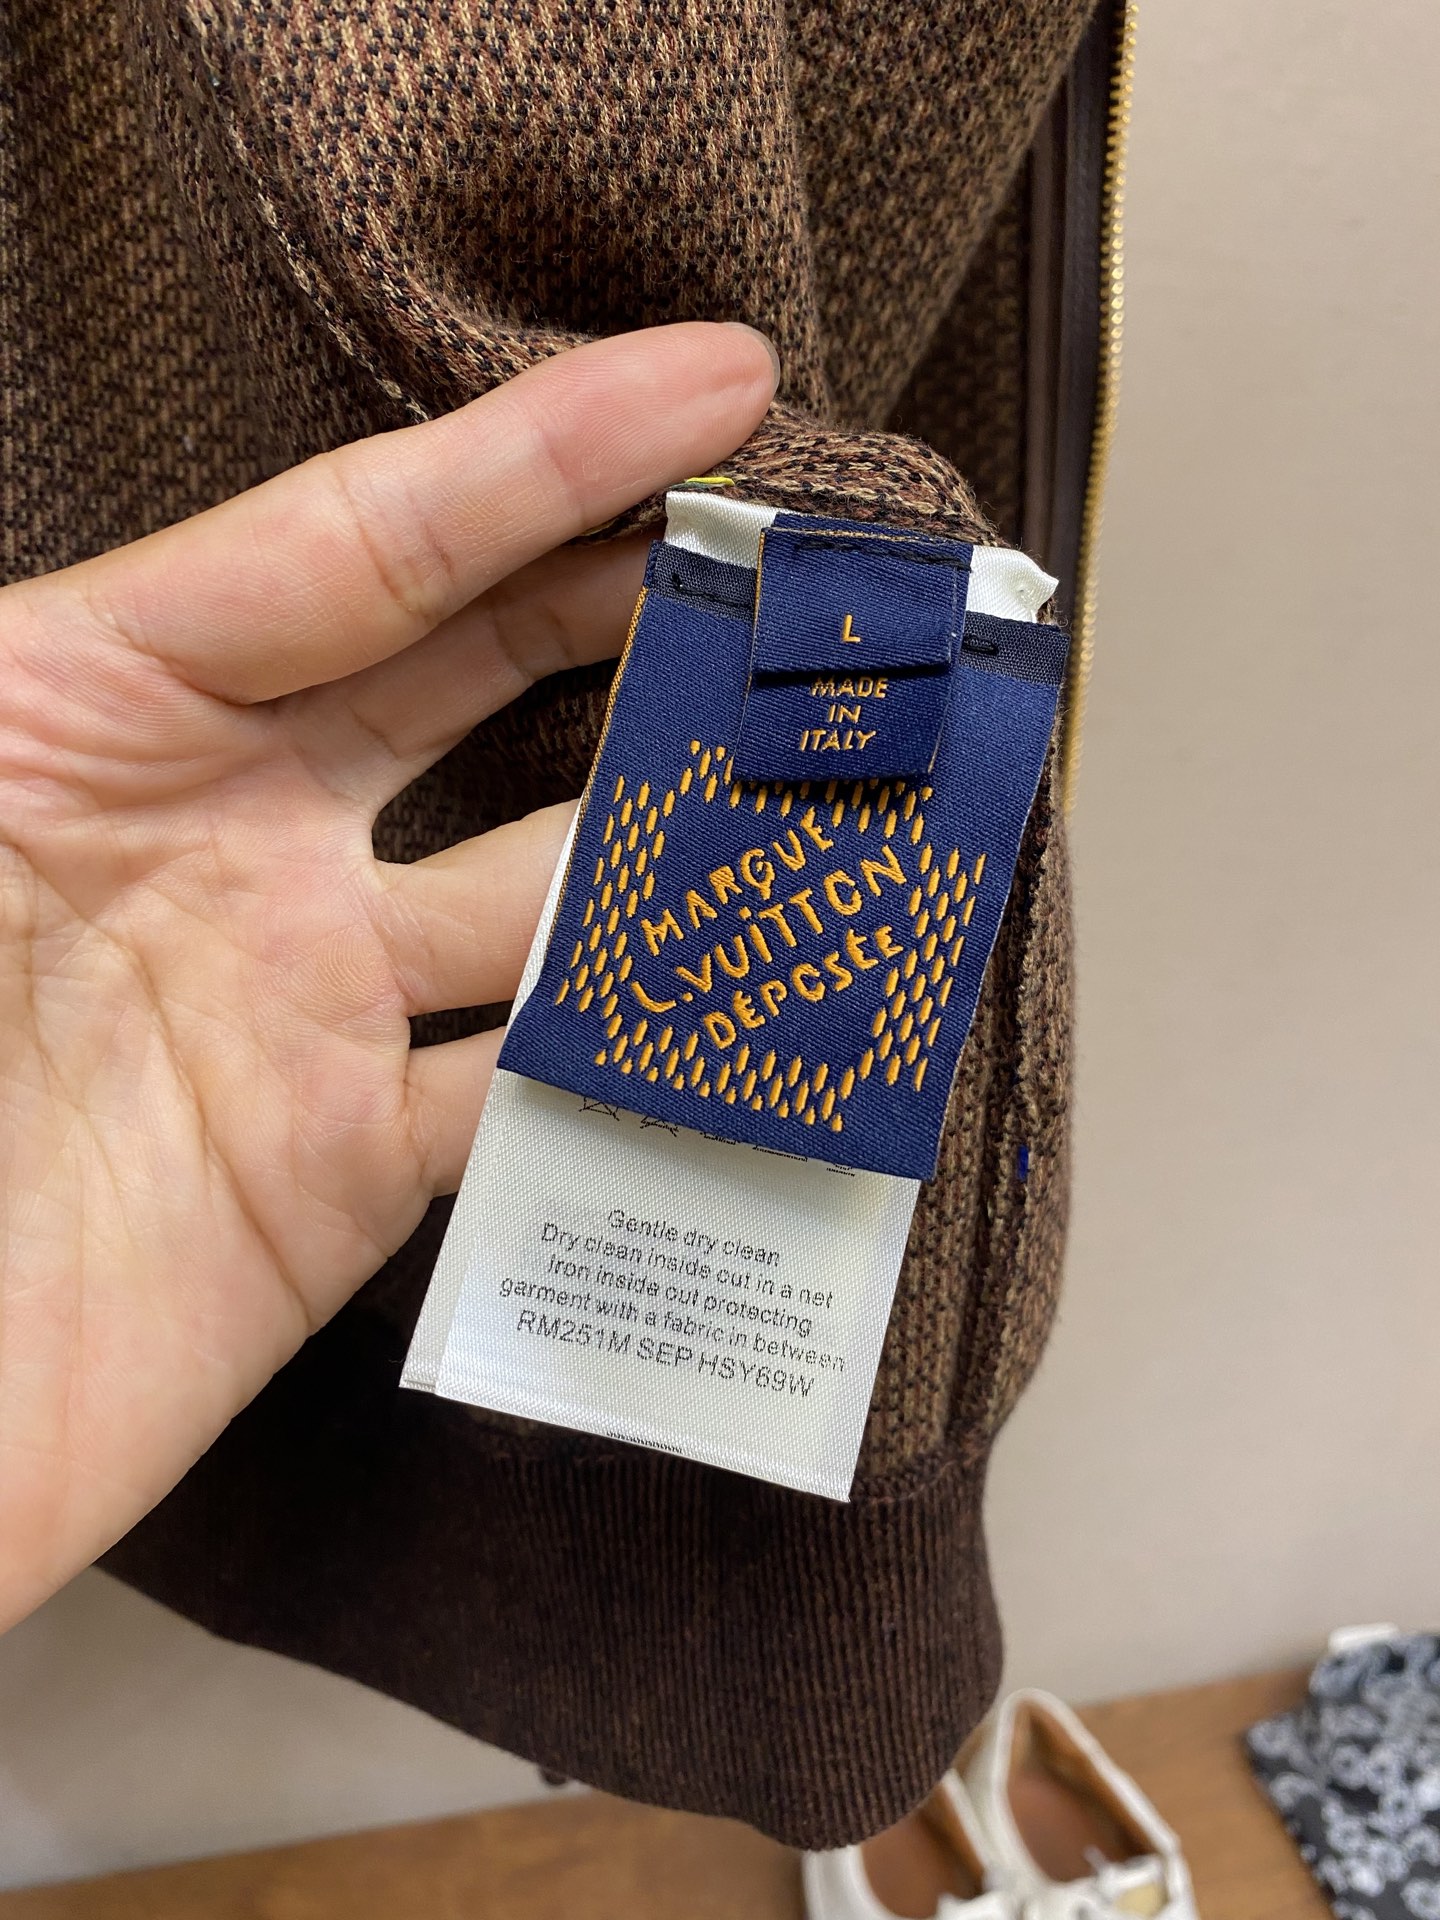 L
MADE
IN
ITALY
MARQUE
L.VUiTTON
DÉPOSÉE
Gentle dry clean
Dry clean inside out in a net
Iron inside out protecting
garment with a fabric in between
RM251M SEP HSY69W